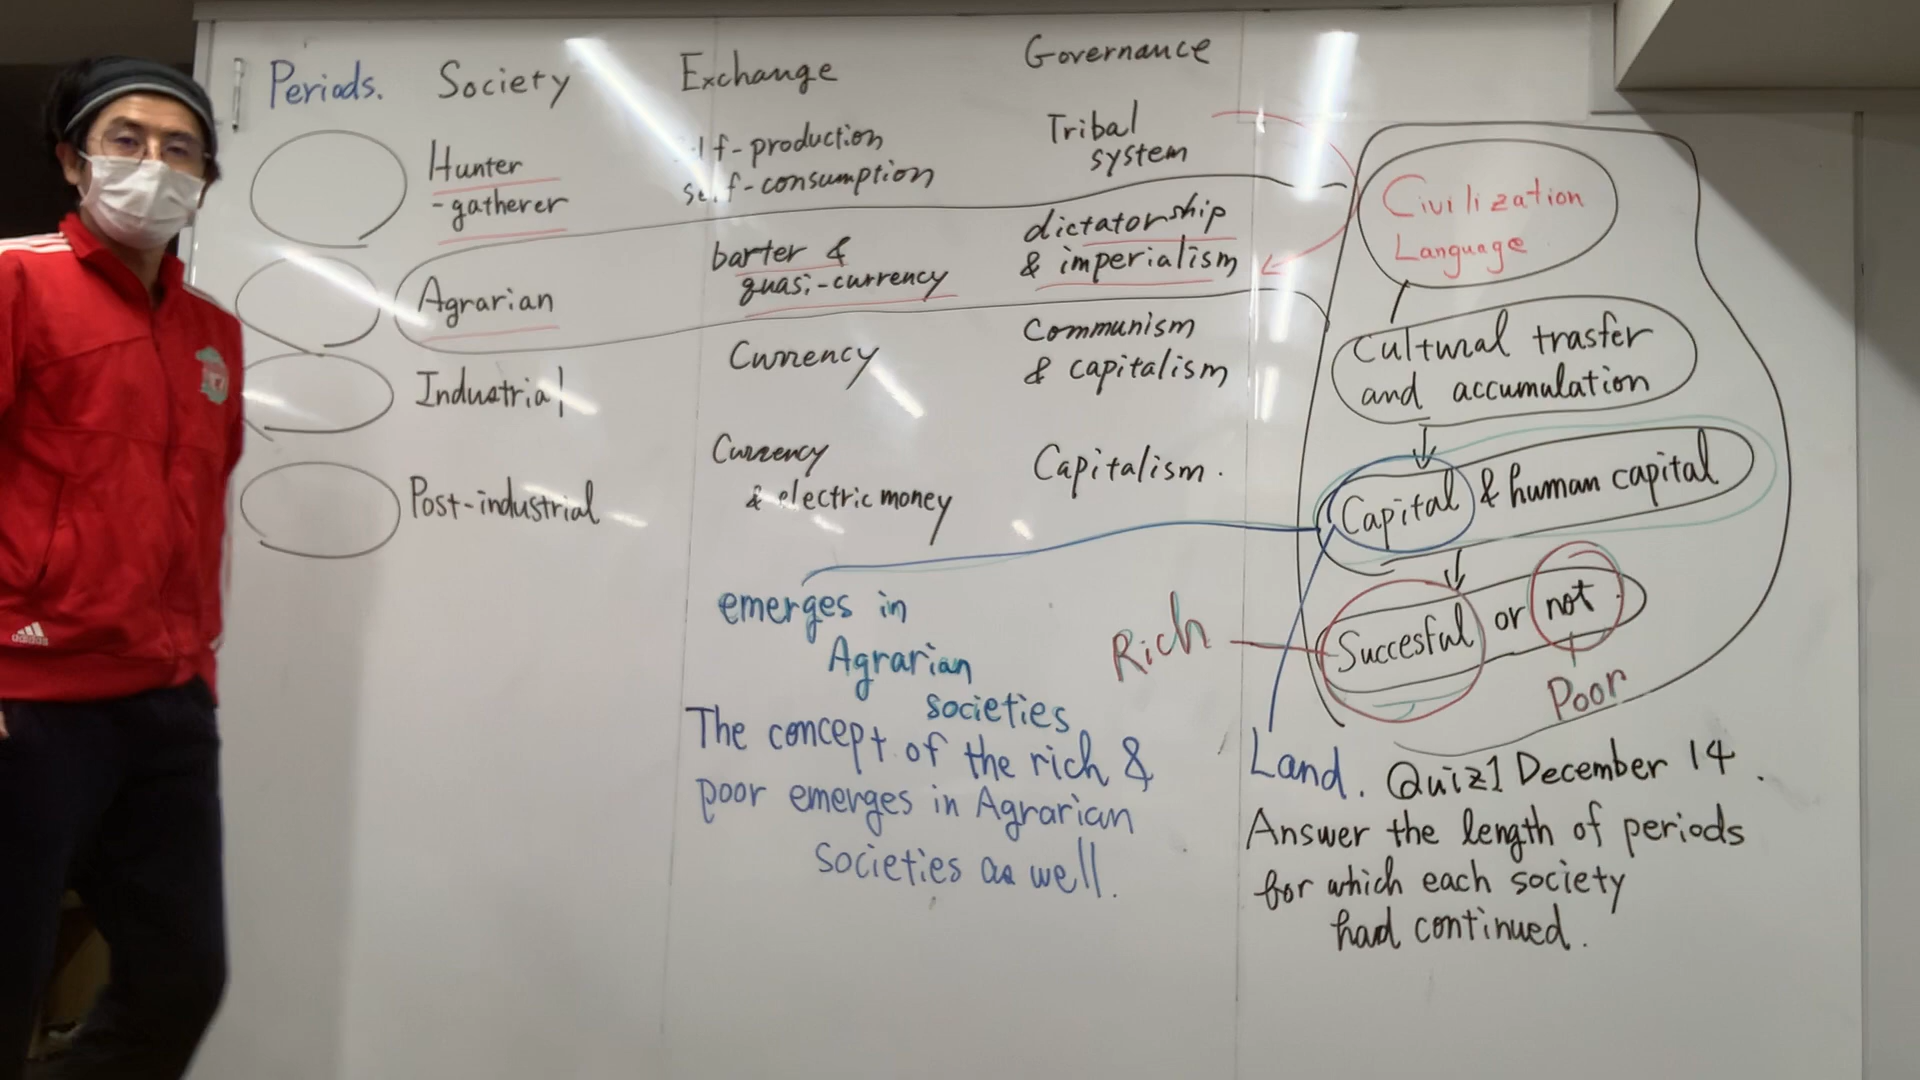 Periods. Society Exchange Governance
Hunter
-gatherer
self-production
self-consumption
Tribal
system
Agrarian
barter &
quasi-currency
dictatorship
& imperialism
Industrial
Currency
Communism
& capitalism
Post-industrial
Currency
& electric money
Capitalism.
Civilization
Language
Cultural trasfer
and accumulation
Capital & human capital
Succesful or not.
Rich
Poor
emerges in
Agrarian
societies
The concept of the rich &
poor emerges in Agrarian
societies as well.
Land.
Quiz1 December 14.
Answer the length of periods
for which each society
had continued.